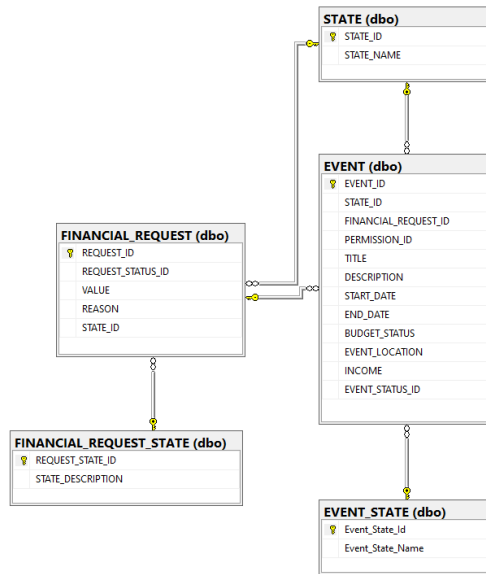 STATE (dbo)
STATE_ID
STATE_NAME
EVENT (dbo)
EVENT_ID
STATE_ID
FINANCIAL_REQUEST_ID
PERMISSION_ID
TITLE
DESCRIPTION
START_DATE
END_DATE
BUDGET_STATUS
EVENT_LOCATION
INCOME
EVENT_STATUS_ID
FINANCIAL_REQUEST (dbo)
REQUEST_ID
REQUEST_STATUS_ID
VALUE
REASON
STATE_ID
FINANCIAL_REQUEST_STATE (dbo)
REQUEST_STATE_ID
STATE_DESCRIPTION
EVENT_STATE (dbo)
Event_State_Id
Event_State_Name